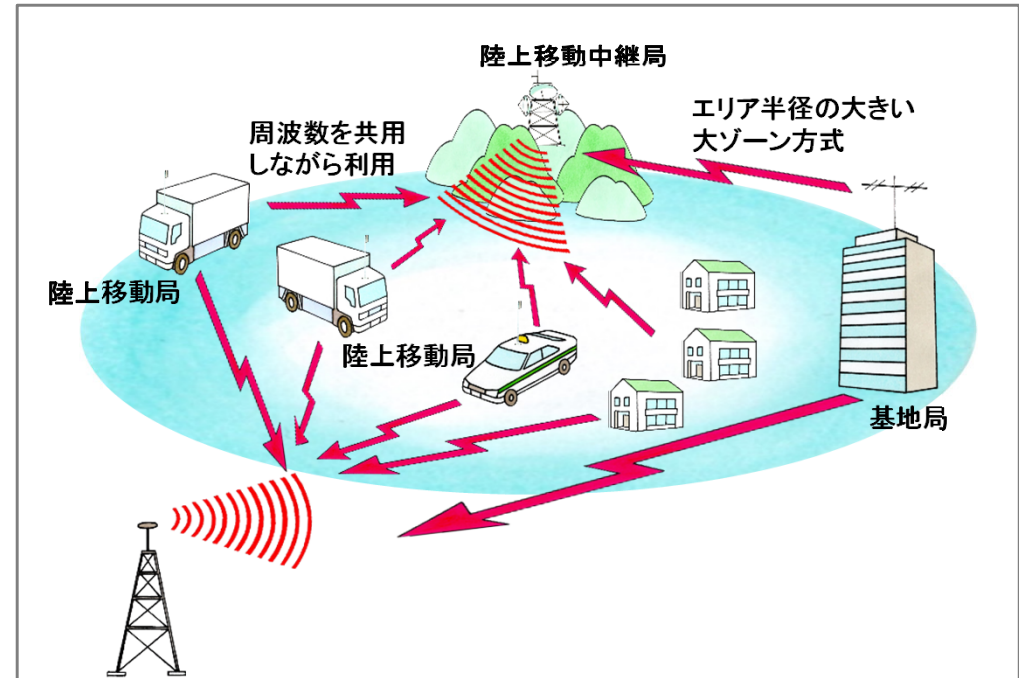 陸上移動中継局
エリア半径の大きい
大ゾーン方式
周波数を共用
しながら利用
陸上移動局
陸上移動局
基地局